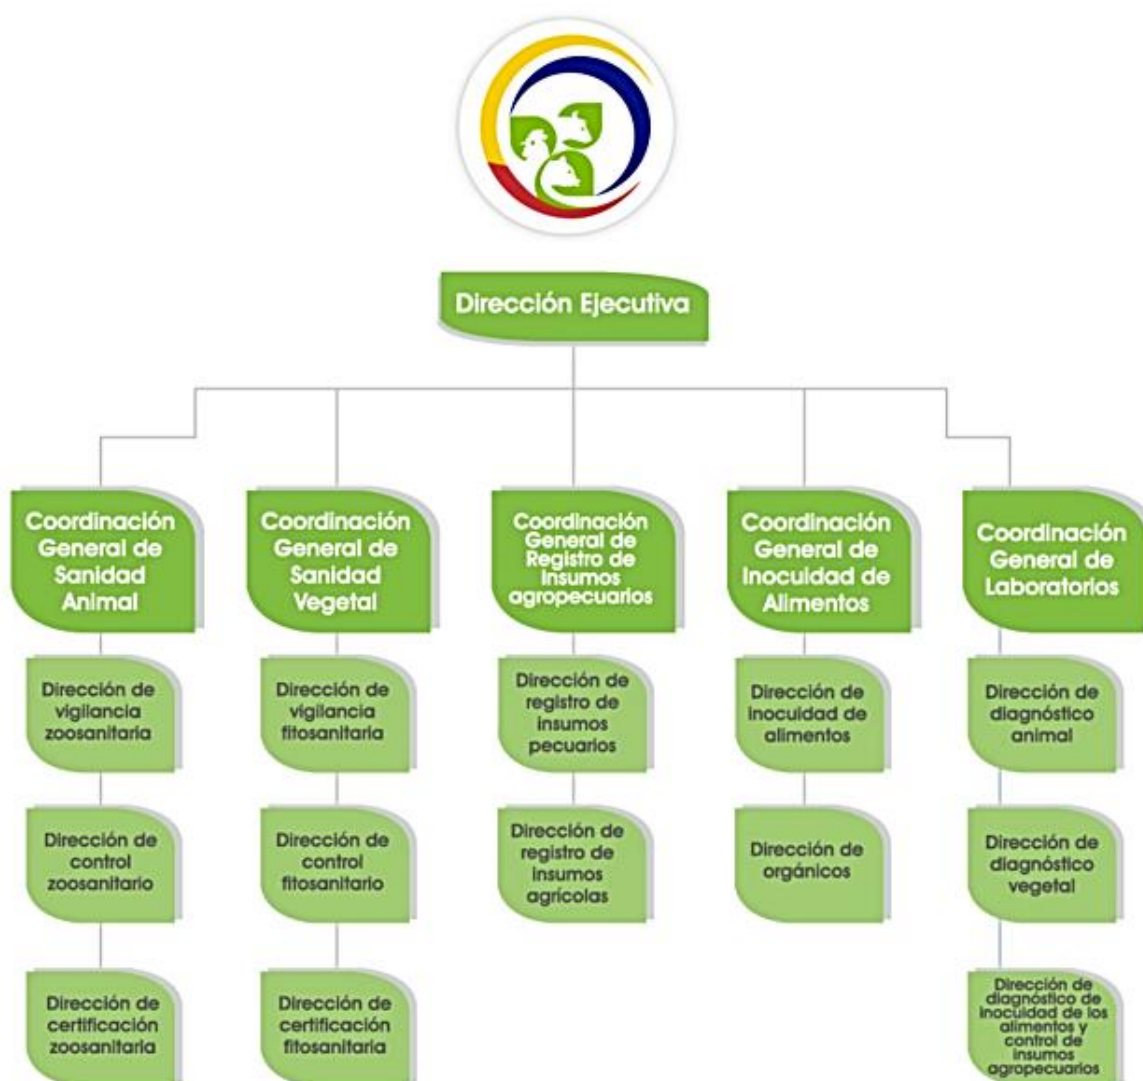 Dirección Ejecutiva
Coordinación
General de
Sanidad
Animal
Coordinación
General de
Sanidad
Vegetal
Coordinación
General de
Registro de
Insumos
agropecuarios
Coordinación
General de
Inocuidad de
Alimentos
Coordinación
General de
Laboratorios
Dirección de
vigilancia
zoosanitaria
Dirección de
vigilancia
fitosanitaria
Dirección de
registro de
insumos
pecuarios
Dirección de
inocuidad de
alimentos
Dirección de
diagnóstico
animal
Dirección de
control
zoosanitario
Dirección de
control
fitosanitario
Dirección de
registro de
insumos
agrícolas
Dirección de
orgánicos
Dirección de
diagnóstico
vegetal
Dirección de
certificación
zoosanitaria
Dirección de
certificación
fitosanitaria
Dirección de
diagnóstico de
inocuidad de los
alimentos y
control de
insumos
agropecuarios